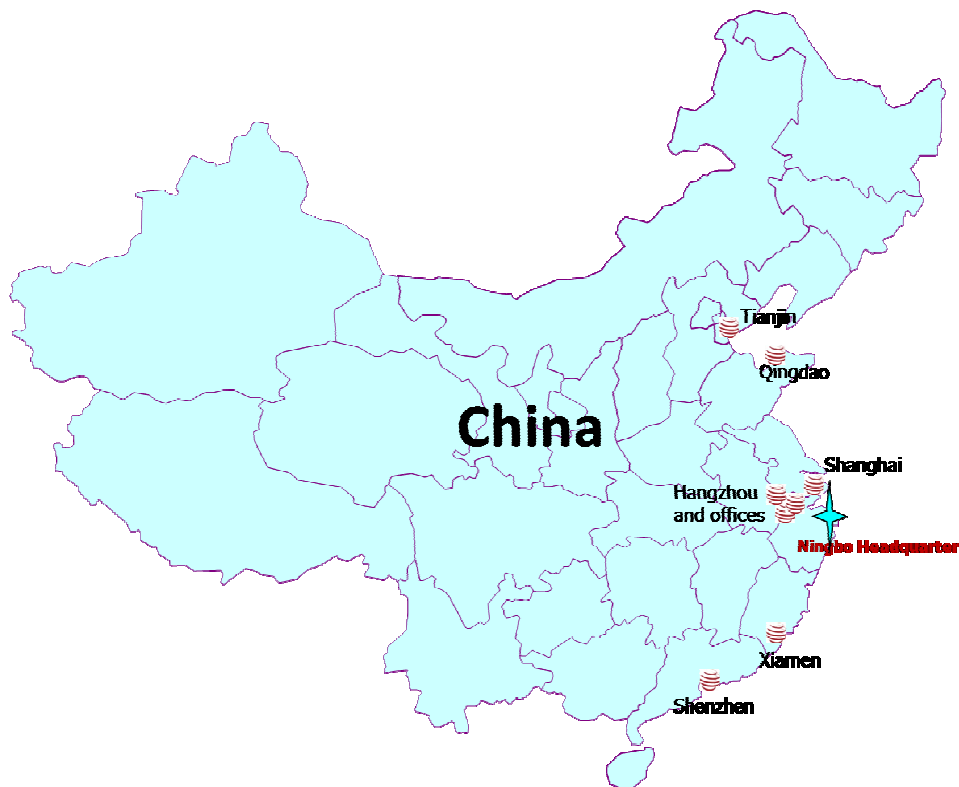 Tianjin
Qingdao
China
Shanghai
Hangzhou
and offices
Ningbo Headquarter
Xiamen
Shenzhen